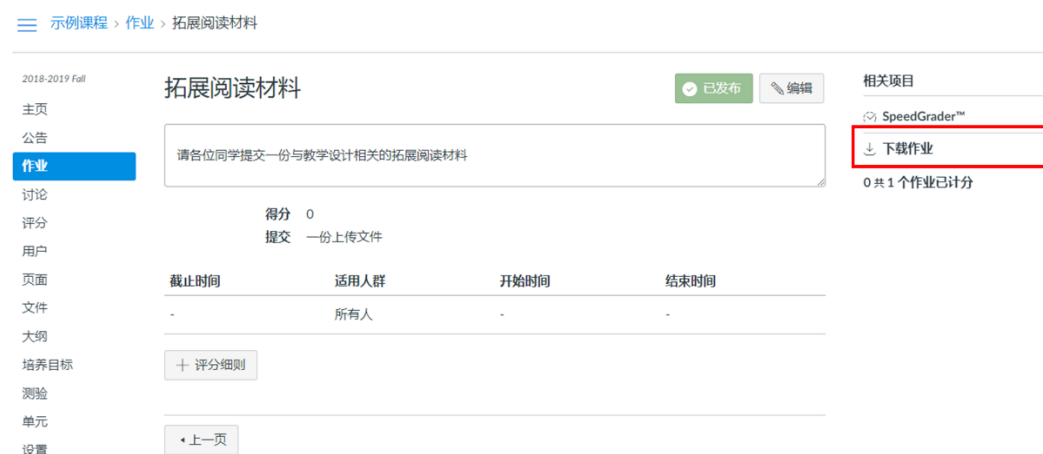 示例课程 › 作业 › 拓展阅读材料
2018-2019 Fall
主页
公告
作业
讨论
评分
用户
页面
文件
大纲
培养目标
测验
单元
设置
拓展阅读材料
已发布
编辑
请各位同学提交一份与教学设计相关的拓展阅读材料
得分 0
提交 一份上传文件
截止时间 适用人群 开始时间 结束时间
- 所有人 - -
+ 评分细则
上一页
相关项目
SpeedGrader™
下载作业
0 共 1 个作业已计分